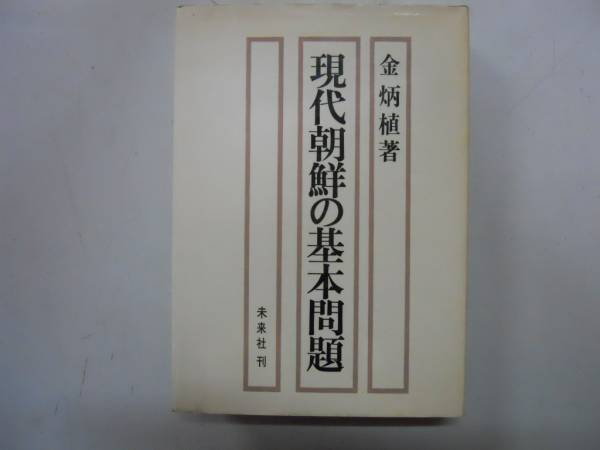 金炳植著
現代朝鮮の基本問題
未来社刊